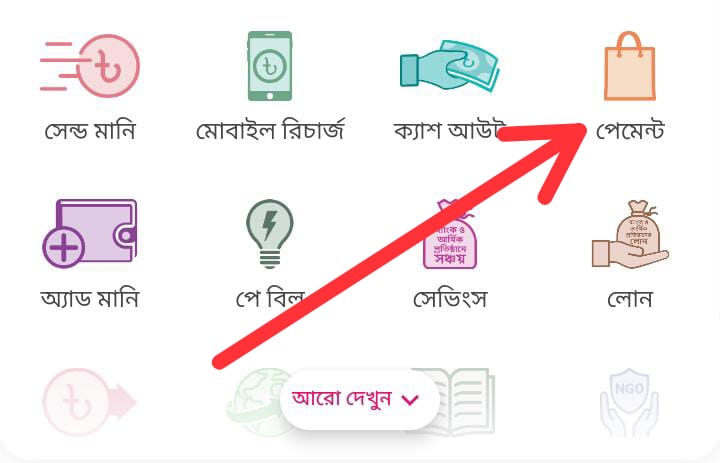 সেন্ড মানি
মোবাইল রিচার্জ
ক্যাশ আউট
পেমেন্ট
ব্যাংক ও
আর্থিক
প্রতিষ্ঠানে
সঞ্চয়
ব্যাংক ও
আর্থিক
প্রতিষ্ঠানের
লোন
অ্যাড মানি
পে বিল
সেভিংস
লোন
NGO
আরো দেখুন